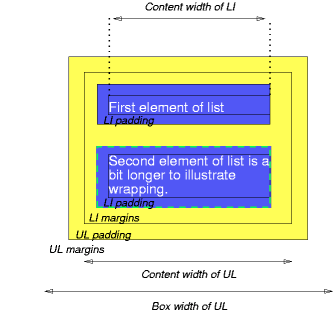 Content width of LI
First element of list
LI padding
Second element of list is a
bit longer to illustrate
wrapping.
LI padding
LI margins
UL padding
UL margins
Content width of UL
Box width of UL